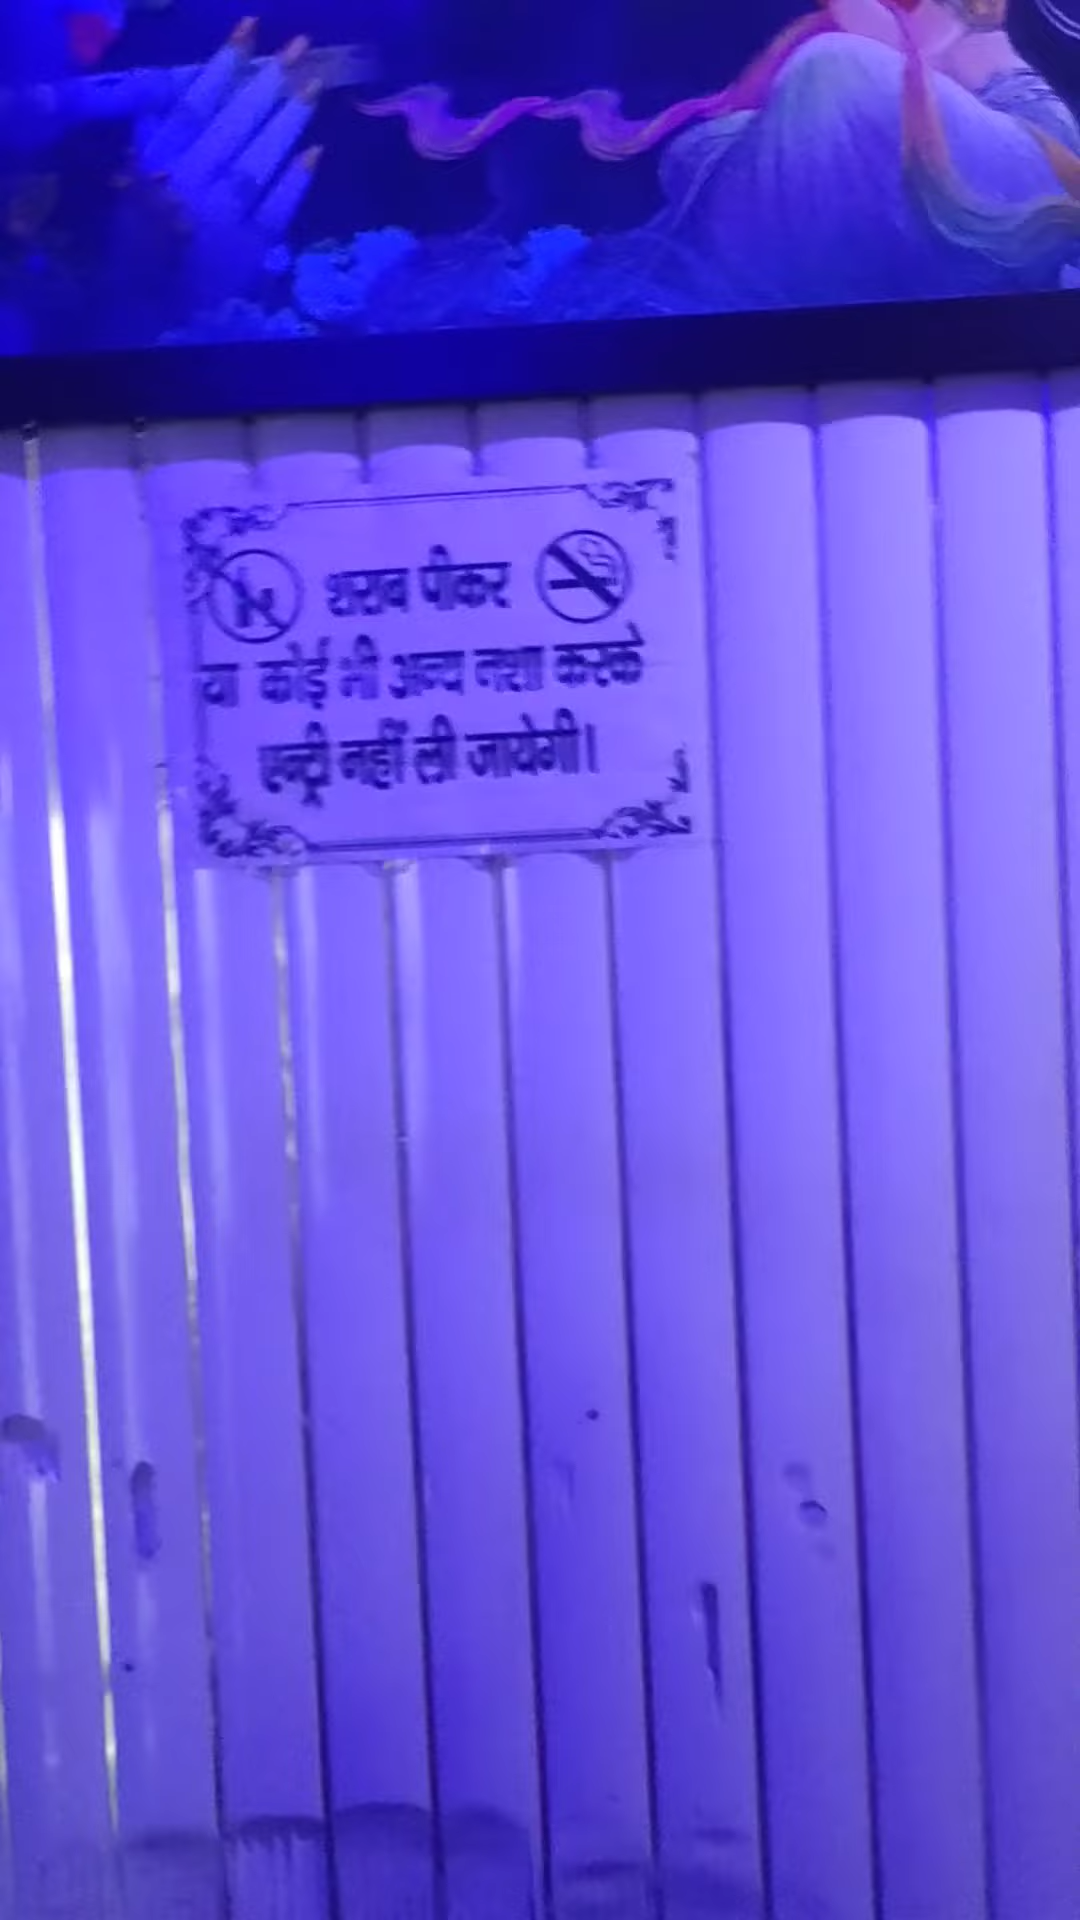 शराब पीकर
या कोई भी अन्य नशा करके
एन्ट्री नहीं ली जायेगी।